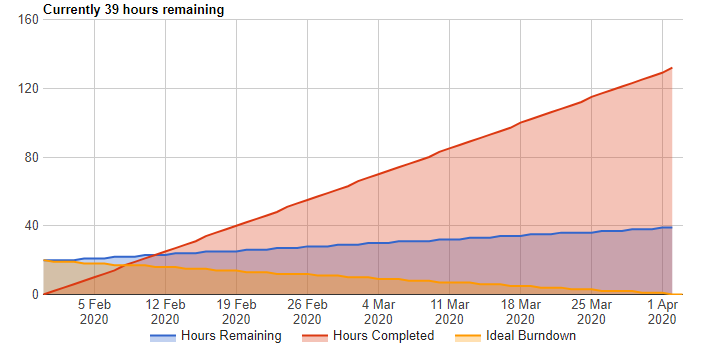 Currently 39 hours remaining
160
120
80
40
0
5 Feb 12 Feb 19 Feb 26 Feb 4 Mar 11 Mar 18 Mar 25 Mar 1 Apr
2020 2020 2020 2020 2020 2020 2020 2020 2020
Hours Remaining Hours Completed Ideal Burndown